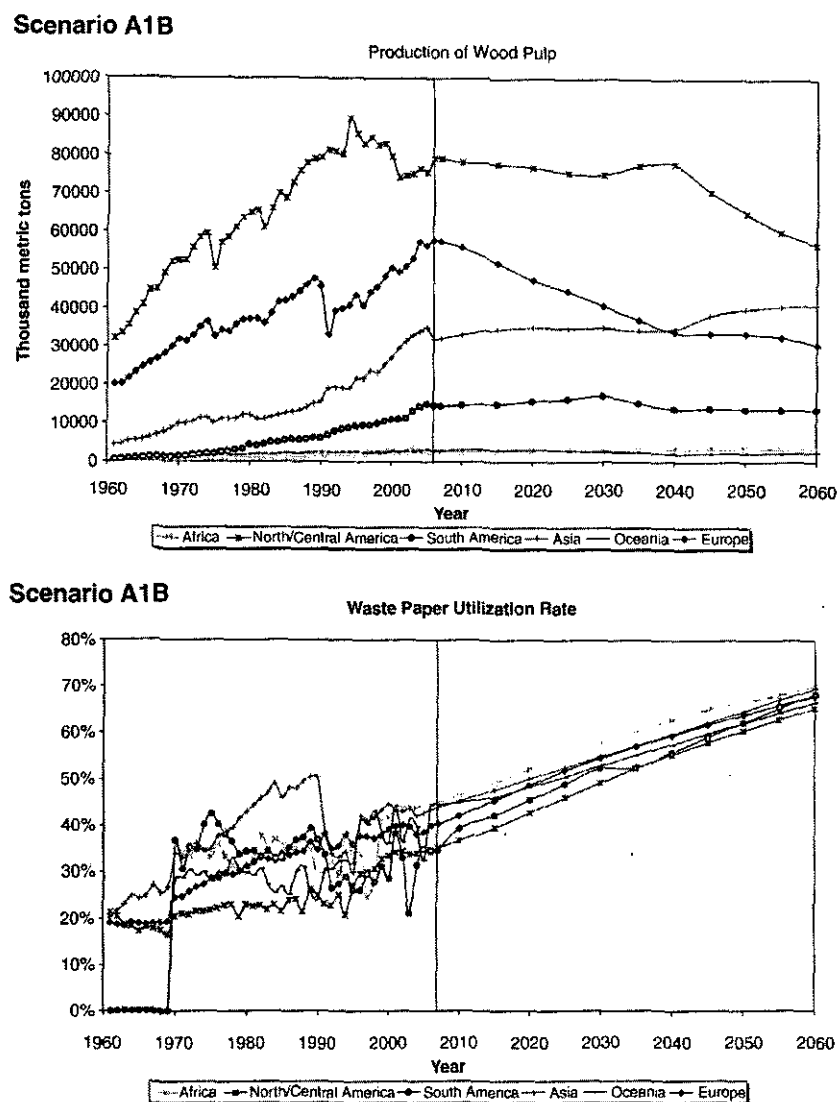 Scenario A1B
Production of Wood Pulp
Thousand metric tons
100000
90000
80000
70000
60000
50000
40000
30000
20000
10000
0
1960 1970 1980 1990 2000 2010 2020 2030 2040 2050 2060
Year
Africa North/Central America South America Asia Oceania Europe
Scenario A1B
Waste Paper Utilization Rate
80%
70%
60%
50%
40%
30%
20%
10%
0%
1960 1970 1980 1990 2000 2010 2020 2030 2040 2050 2060
Year
Africa North/Central America South America Asia Oceania Europe